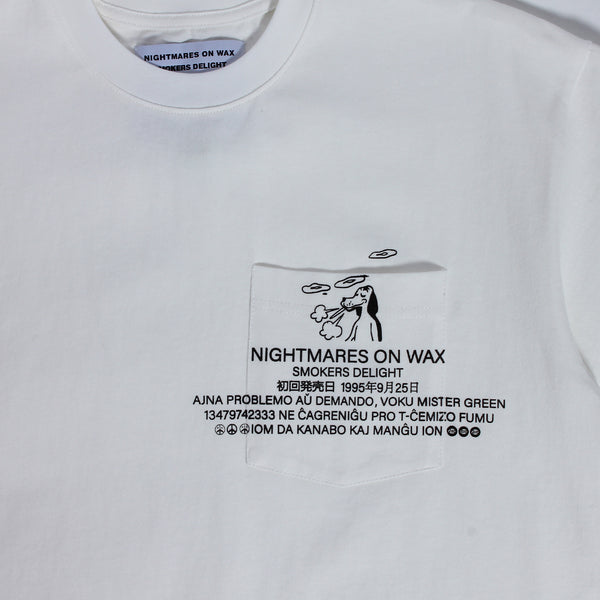 NIGHTMARES ON WAX
SMOKERS DELIGHT
NIGHTMARES ON WAX
SMOKERS DELIGHT
初回発売日 1995年9月25日
AJNA PROBLEMO AŬ DEMANDO, VOKU MISTER GREEN
13479742333 NE ĈAGRENIĜU PRO T-ĈEMIZO FUMU
IOM DA KANABO KAJ MANĜU ION